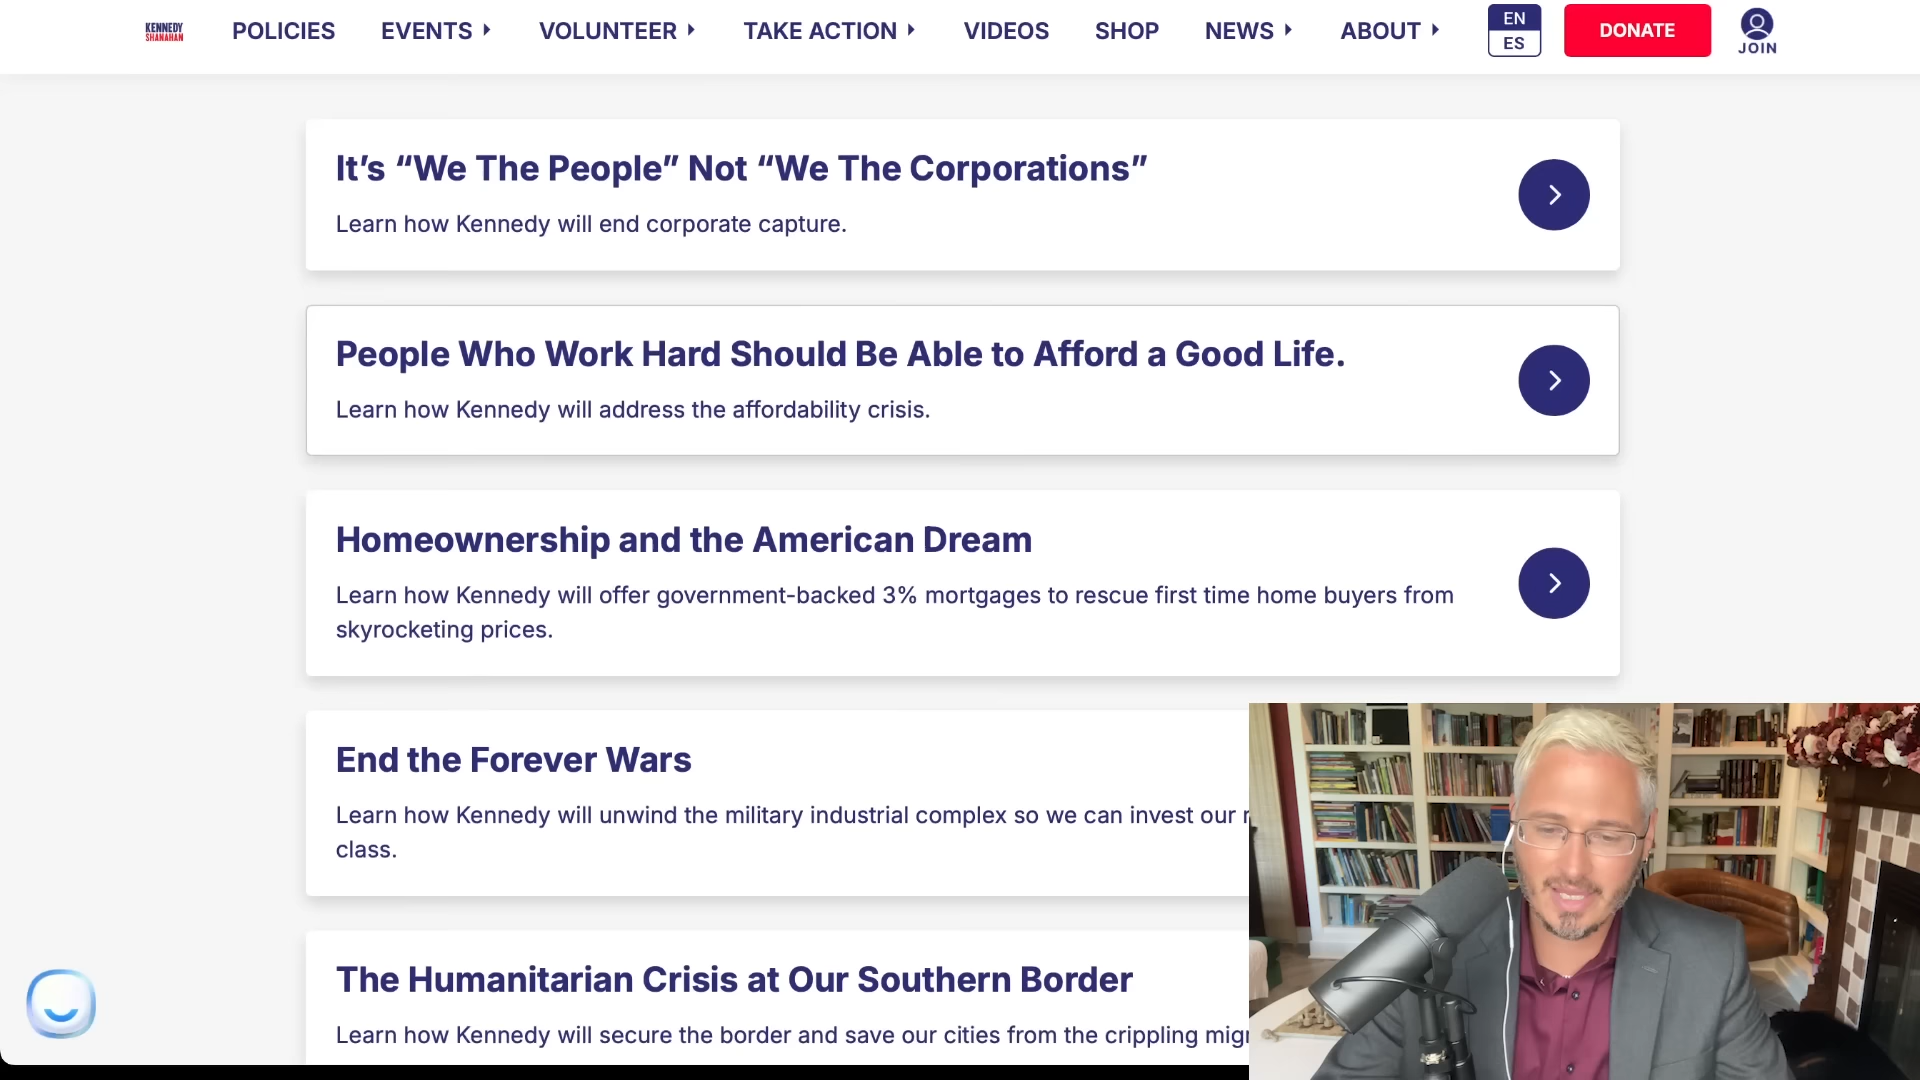 KENNEDY
SHANAHAN
POLICIES
EVENTS
VOLUNTEER
TAKE ACTION
VIDEOS
SHOP
NEWS
ABOUT
EN
ES
DONATE
JOIN
It’s “We The People” Not “We The Corporations”
Learn how Kennedy will end corporate capture.
People Who Work Hard Should Be Able to Afford a Good Life.
Learn how Kennedy will address the affordability crisis.
Homeownership and the American Dream
Learn how Kennedy will offer government-backed 3% mortgages to rescue first time home buyers from
skyrocketing prices.
End the Forever Wars
Learn how Kennedy will unwind the military industrial complex so we can invest our
class.
The Humanitarian Crisis at Our Southern Border
Learn how Kennedy will secure the border and save our cities from the crippling